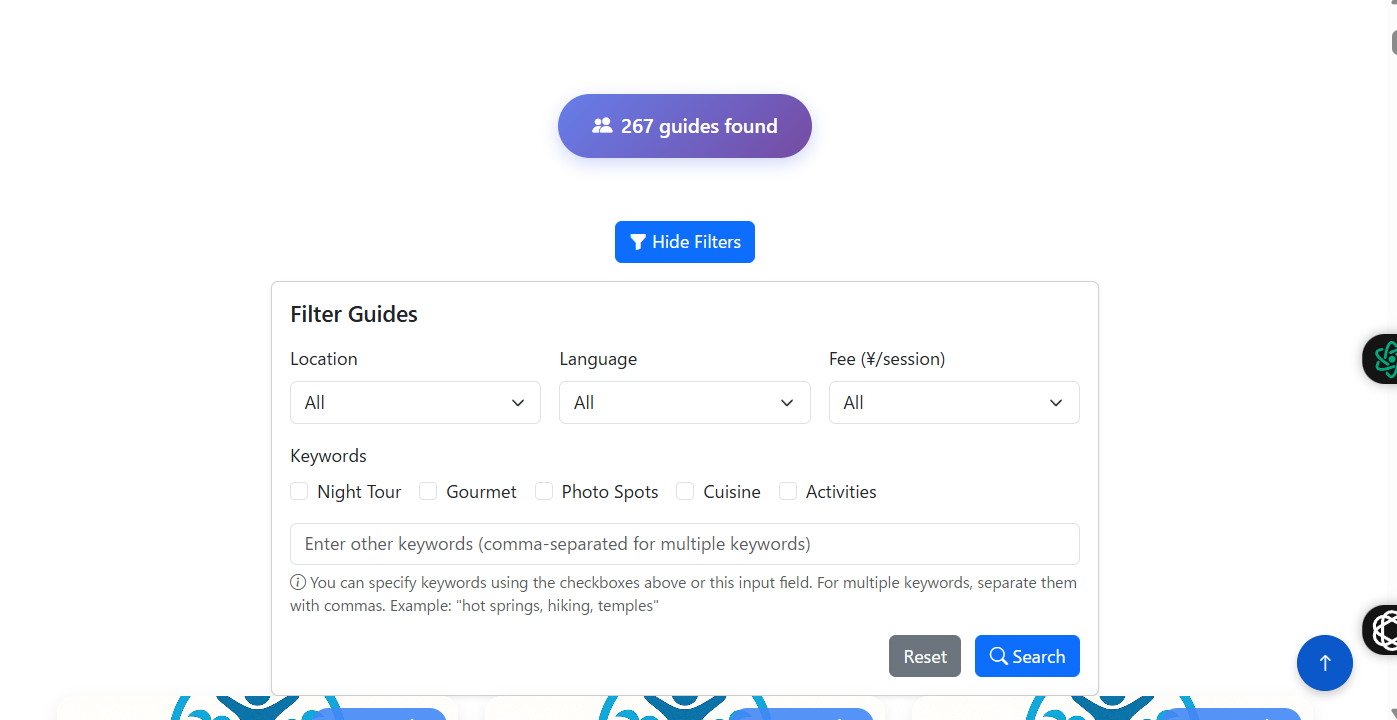 267 guides found
Hide Filters
Filter Guides
Location
Language
Fee (¥/session)
All
All
All
Keywords
Night Tour
Gourmet
Photo Spots
Cuisine
Activities
Enter other keywords (comma-separated for multiple keywords)
You can specify keywords using the checkboxes above or this input field. For multiple keywords, separate them
with commas. Example: "hot springs, hiking, temples"
Reset
Search